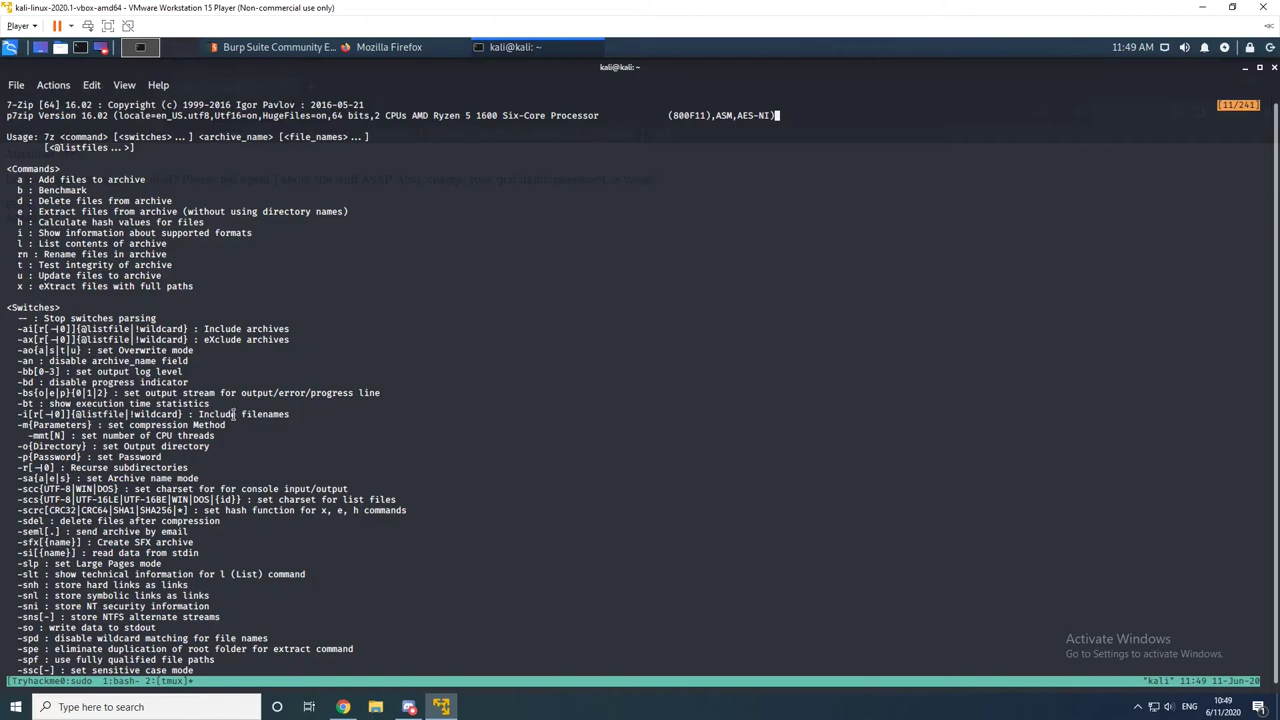 kali-linux-2020.1-vbox-amd64 - VMware Workstation 15 Player (Non-commercial use only)
Player
Burp Suite Community E...
Mozilla Firefox
kali@kali: ~
11:49 AM
kali@kali: ~
File Actions Edit View Help
7-Zip [64] 16.02 : Copyright (c) 1999-2016 Igor Pavlov : 2016-05-21
[11/241]
p7zip Version 16.02 (locale=en_US.utf8,Utf16=on,HugeFiles=on,64 bits,2 CPUs AMD Ryzen 5 1600 Six-Core Processor (800F11),ASM,AES-NI)
Usage: 7z <command> [<switches>...] <archive_name> [<file_names>...]
[<@listfiles...>]
<Commands>
a : Add files to archive
b : Benchmark
d : Delete files from archive
e : Extract files from archive (without using directory names)
h : Calculate hash values for files
i : Show information about supported formats
l : List contents of archive
rn : Rename files in archive
t : Test integrity of archive
u : Update files to archive
x : eXtract files with full paths
<Switches>
-- : Stop switches parsing
-ai[r[-|0]]{@listfile|!wildcard} : Include archives
-ax[r[-|0]]{@listfile|!wildcard} : eXclude archives
-ao{a|s|t|u} : set Overwrite mode
-an : disable archive_name field
-bb[0-3] : set output log level
-bd : disable progress indicator
-bs{o|e|p}{0|1|2} : set output stream for output/error/progress line
-bt : show execution time statistics
-i[r[-|0]]{@listfile|!wildcard} : Include filenames
-m{Parameters} : set compression Method
-mmt[N] : set number of CPU threads
-o{Directory} : set Output directory
-p{Password} : set Password
-r[-|0] : Recurse subdirectories
-sa{a|e|s} : set Archive name mode
-scc{UTF-8|WIN|DOS} : set charset for for console input/output
-scs{UTF-8|UTF-16LE|UTF-16BE|WIN|DOS|{id}} : set charset for list files
-scrc[CRC32|CRC64|SHA1|SHA256|*] : set hash function for x, e, h commands
-sdel : delete files after compression
-seml[.] : send archive by email
-sfx[{name}] : Create SFX archive
-si[{name}] : read data from stdin
-slp : set Large Pages mode
-slt : show technical information for l (List) command
-snh : store hard links as links
-snl : store symbolic links as links
-sni : store NT security information
-sns[-] : store NTFS alternate streams
-so : write data to stdout
-spd : disable wildcard matching for file names
-spe : eliminate duplication of root folder for extract command
-spf : use fully qualified file paths
-ssc[-] : set sensitive case mode
Activate Windows
Go to Settings to activate Windows.
[Tryhackme0:sudo 1:bash- 2:[tmux]*
"kali" 11:49 11-Jun-20
Type here to search
ENG
10:49
6/11/2020